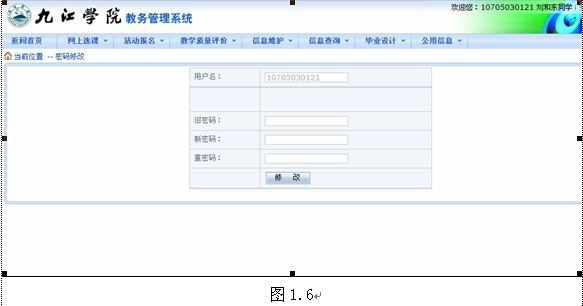 欢迎您：10705030121 刘和东同学
九江学院 教务管理系统
返回首页 网上选课 活动报名 教学质量评价 信息维护 信息查询 毕业设计 公用信息
当前位置 -- 密码修改
用户名： 10705030121
旧密码：
新密码：
重密码：
修 改
图 1.6